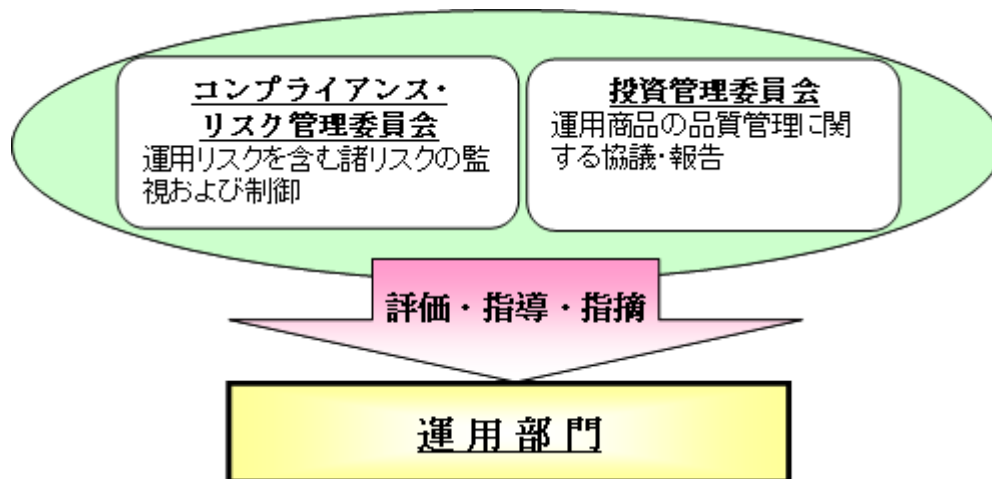 コンプライアンス・
リスク管理委員会
運用リスクを含む諸リスクの監
視および制御
投資管理委員会
運用商品の品質管理に関
する協議・報告
評価・指導・指摘
運用部門